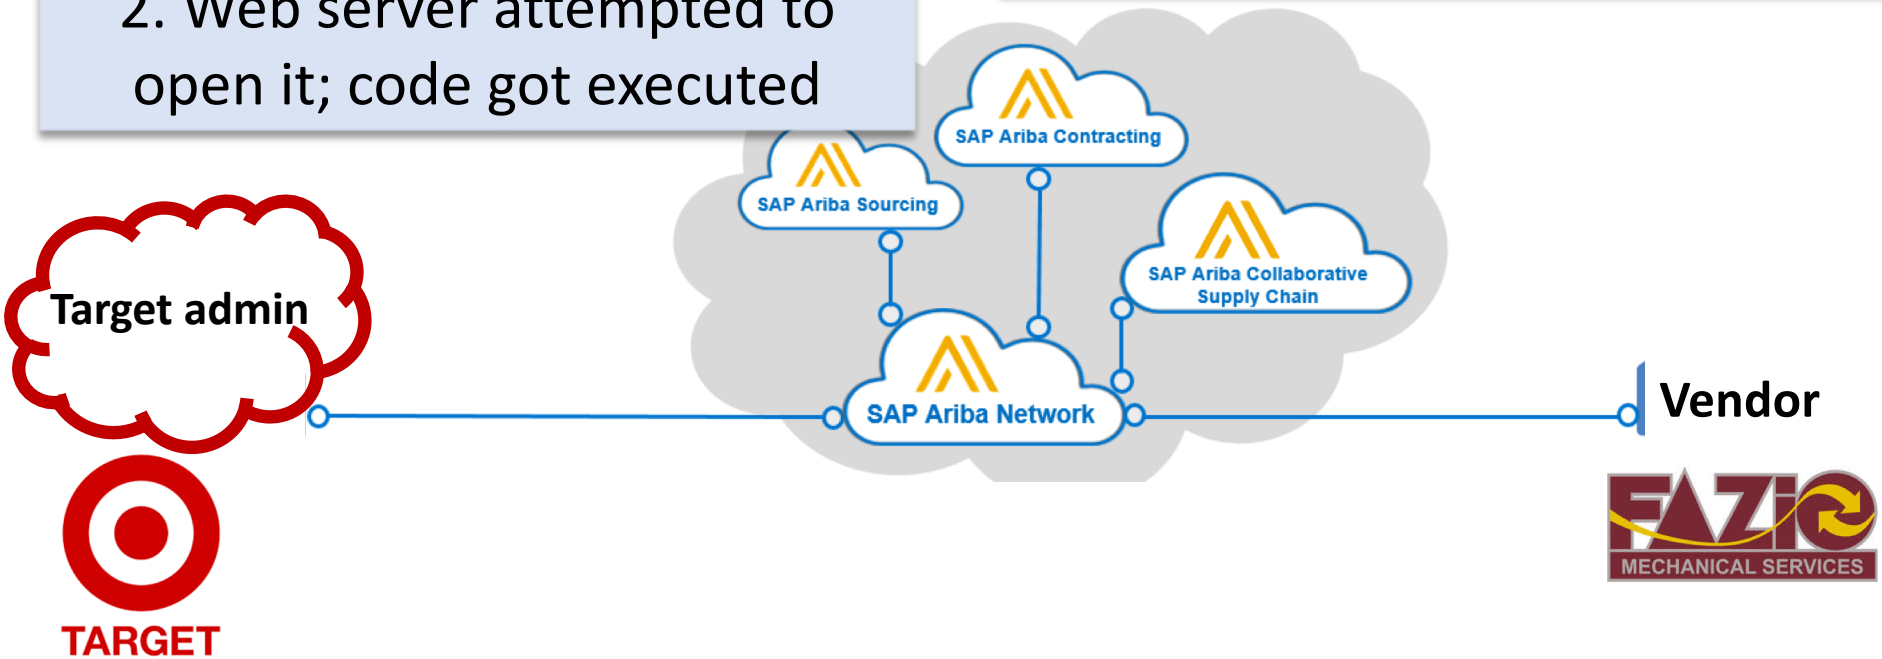 2. Web server attempted to
open it; code got executed
SAP Ariba Contracting
SAP Ariba Sourcing
SAP Ariba Collaborative
Supply Chain
Target admin
SAP Ariba Network
Vendor
FAZIO
MECHANICAL SERVICES
TARGET